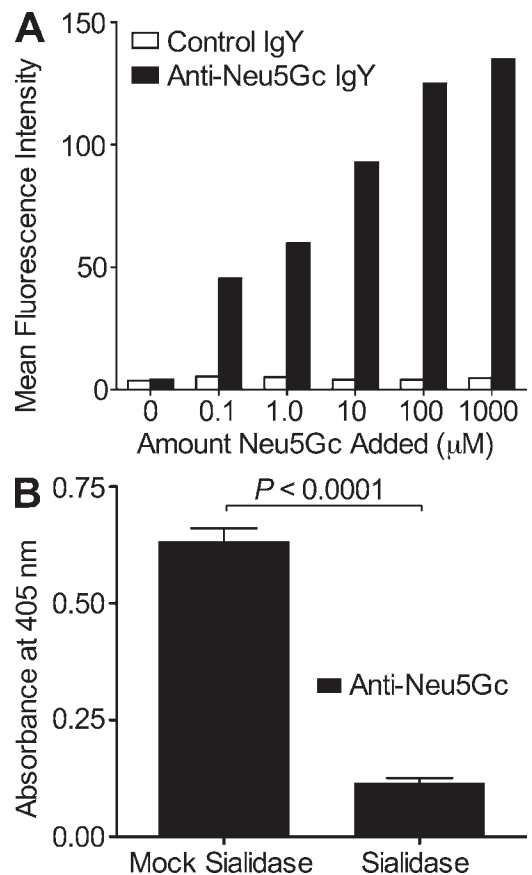 A
150
Control IgY
Anti-Neu5Gc IgY
100
50
0
Mean Fluorescence Intensity
0 0.1 1.0 10 100 1000
Amount Neu5Gc Added (μM)
B
0.75
P < 0.0001
0.50
Anti-Neu5Gc
0.25
0.00
Absorbance at 405 nm
Mock Sialidase Sialidase